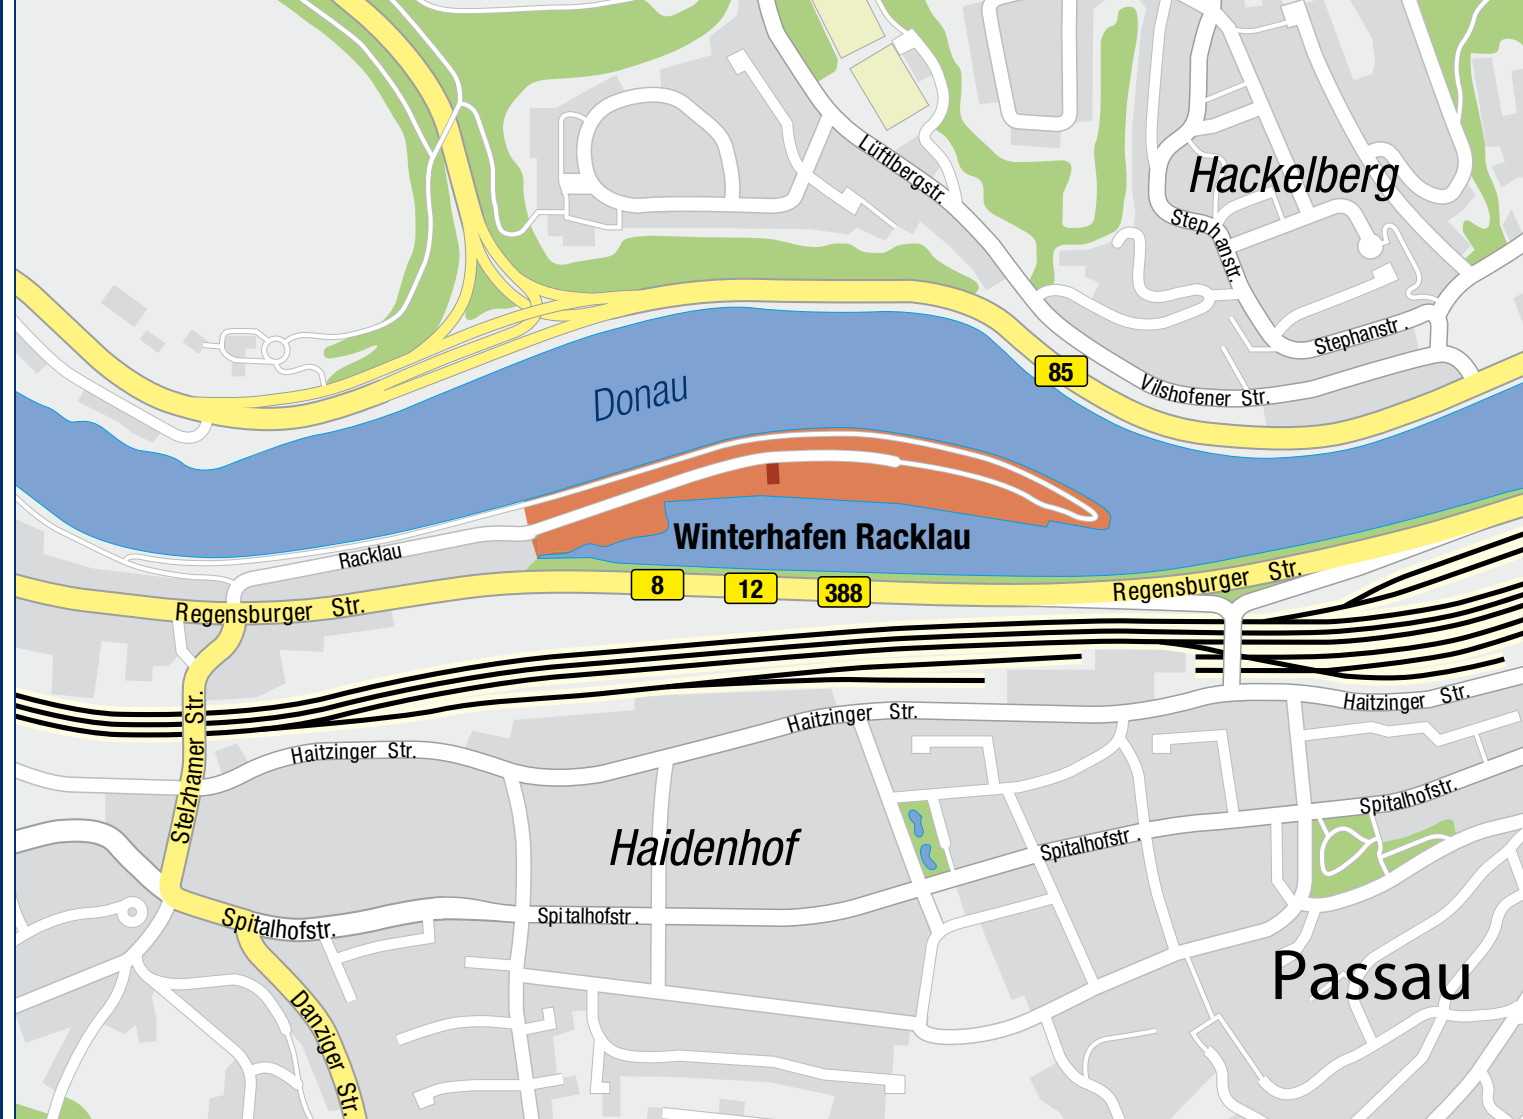 Lüftlbergstr.
Hackelberg
Stephanstr.
Stephanstr.
85
Vilshofener Str.
Donau
Winterhafen Racklau
Racklau
8
12
388
Regensburger Str.
Regensburger Str.
Stelzhamer Str.
Haitzinger Str.
Haitzinger Str.
Haitzinger Str.
Spitalhofstr.
Haidenhof
Spitalhofstr.
Spitalhofstr.
Spitalhofstr.
Danziger Str.
Passau